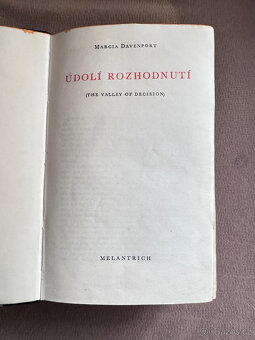 Marcia Davenport
ÚDOLÍ ROZHODNUTÍ
(THE VALLEY OF DECISION)
MELANTRICH